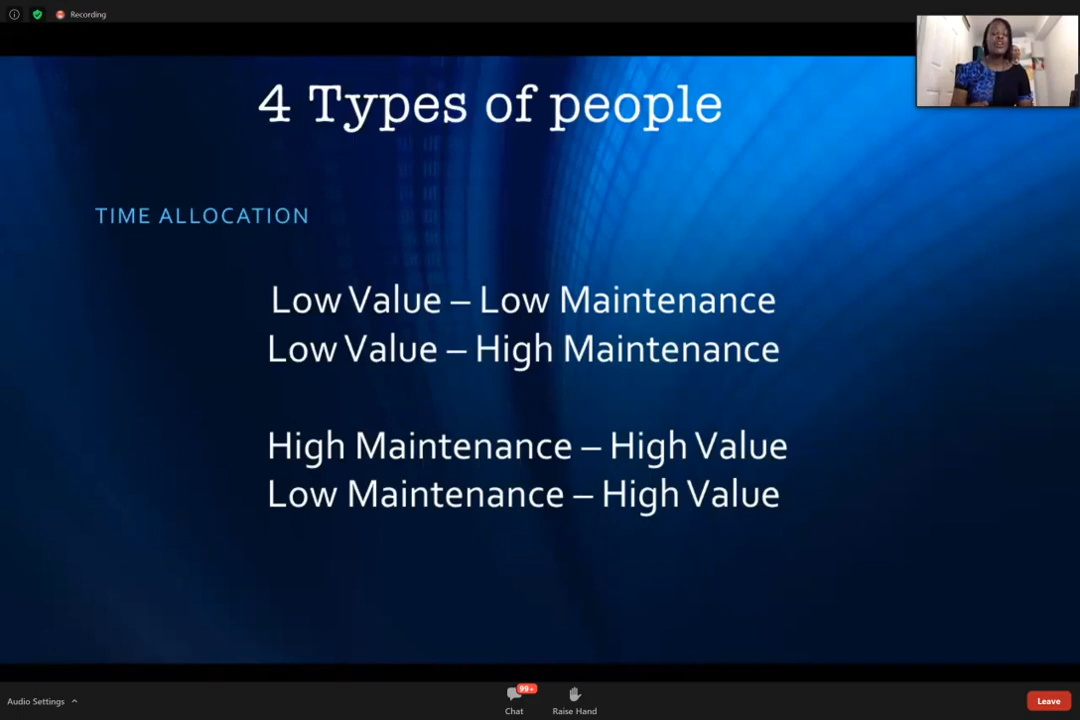 Recording
4 Types of people
TIME ALLOCATION
Low Value – Low Maintenance
Low Value – High Maintenance
High Maintenance – High Value
Low Maintenance – High Value
Audio Settings
99+
Chat
Raise Hand
Leave